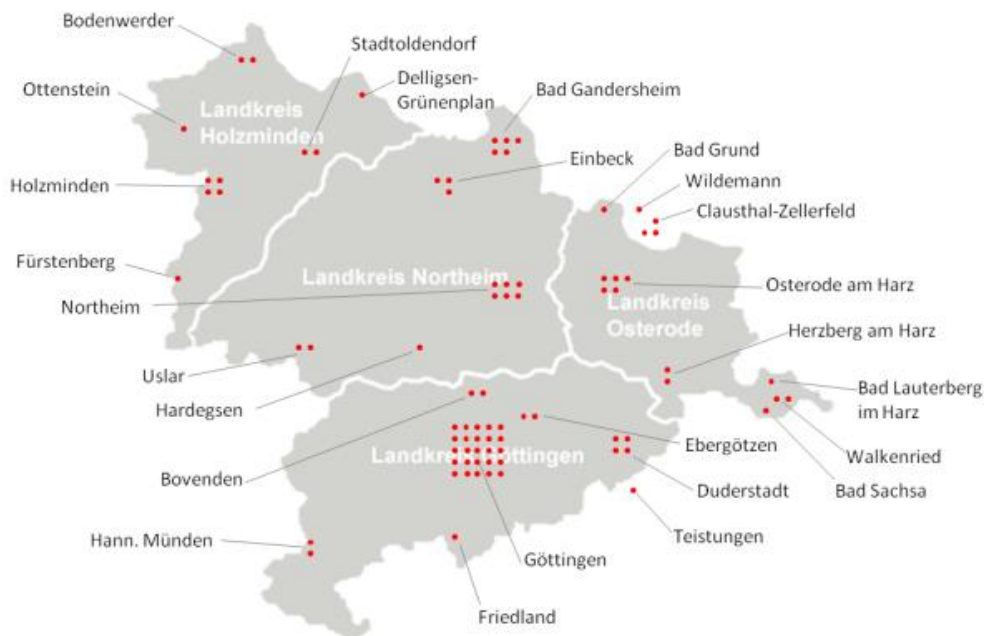 Bodenwerder
Stadtoldendorf
Ottenstein
Delligsen-
Grünenplan
Bad Gandersheim
Landkreis
Holzminden
Einbeck
Bad Grund
Wildemann
Holzminden
Clausthal-Zellerfeld
Fürstenberg
Landkreis Northeim
Northeim
Osterode am Harz
Landkreis
Osterode
Herzberg am Harz
Uslar
Hardegsen
Bad Lauterberg
im Harz
Bovenden
Landkreis Göttingen
Ebergötzen
Walkenried
Duderstadt
Bad Sachsa
Hann. Münden
Teistungen
Göttingen
Friedland